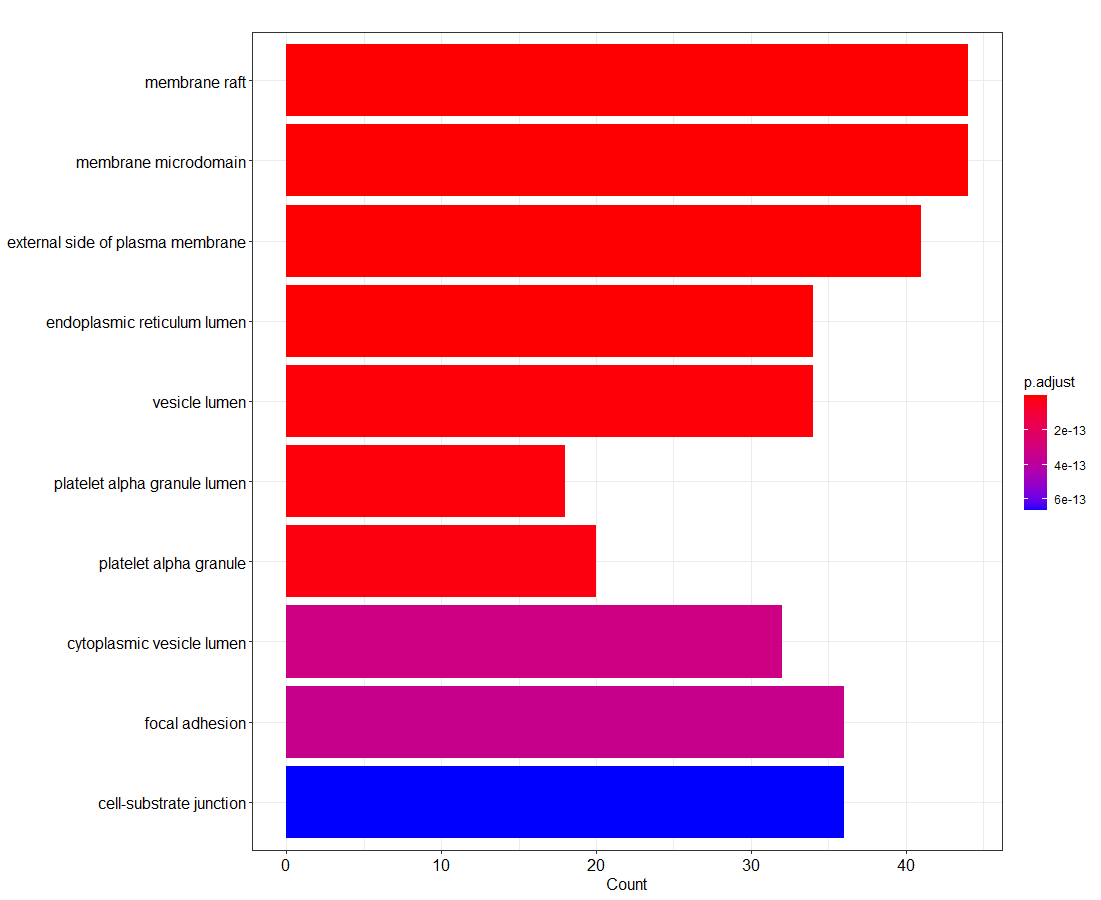 membrane raft
membrane microdomain
external side of plasma membrane
endoplasmic reticulum lumen
vesicle lumen
platelet alpha granule lumen
platelet alpha granule
cytoplasmic vesicle lumen
focal adhesion
cell-substrate junction
0 10 20 30 40
Count
p.adjust
2e-13
4e-13
6e-13